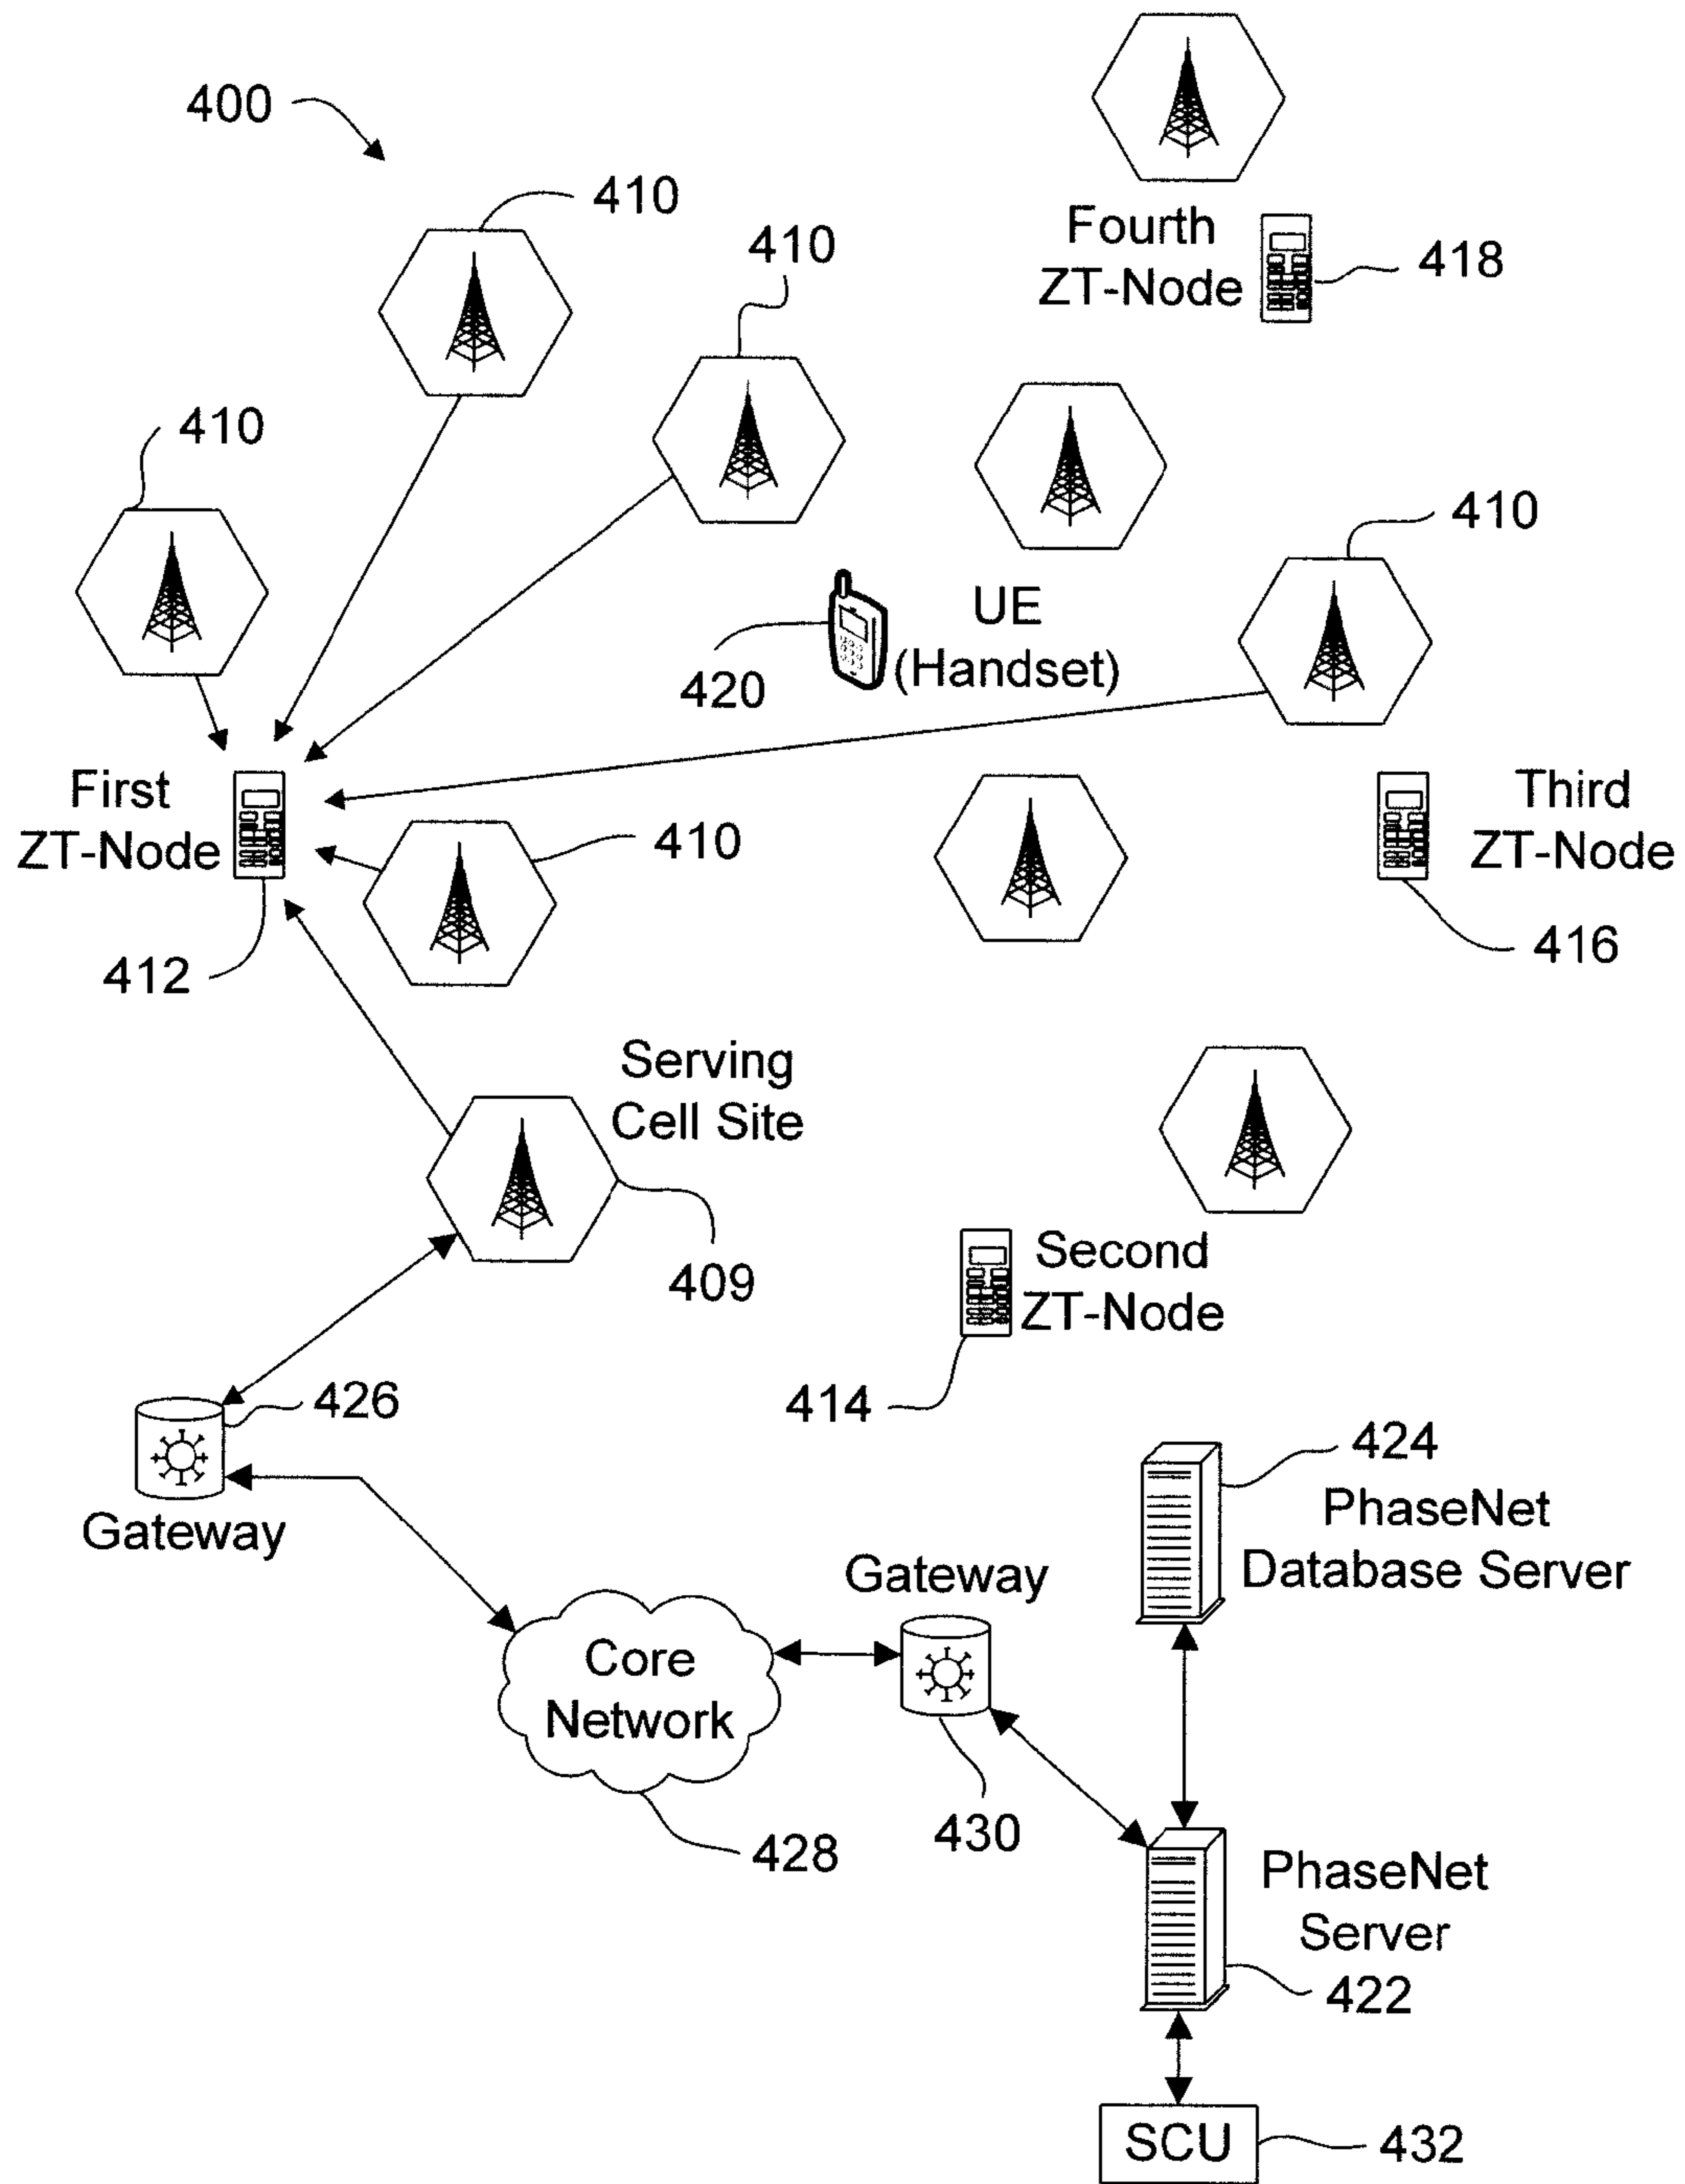 400
410
410
Fourth
ZT-Node
418
410
410
UE
(Handset)
420
First
ZT-Node
412
410
Third
ZT-Node
416
Serving
Cell Site
409
Second
ZT-Node
414
426
Gateway
424
PhaseNet
Database Server
Gateway
Core
Network
428
430
PhaseNet
Server
422
SCU
432